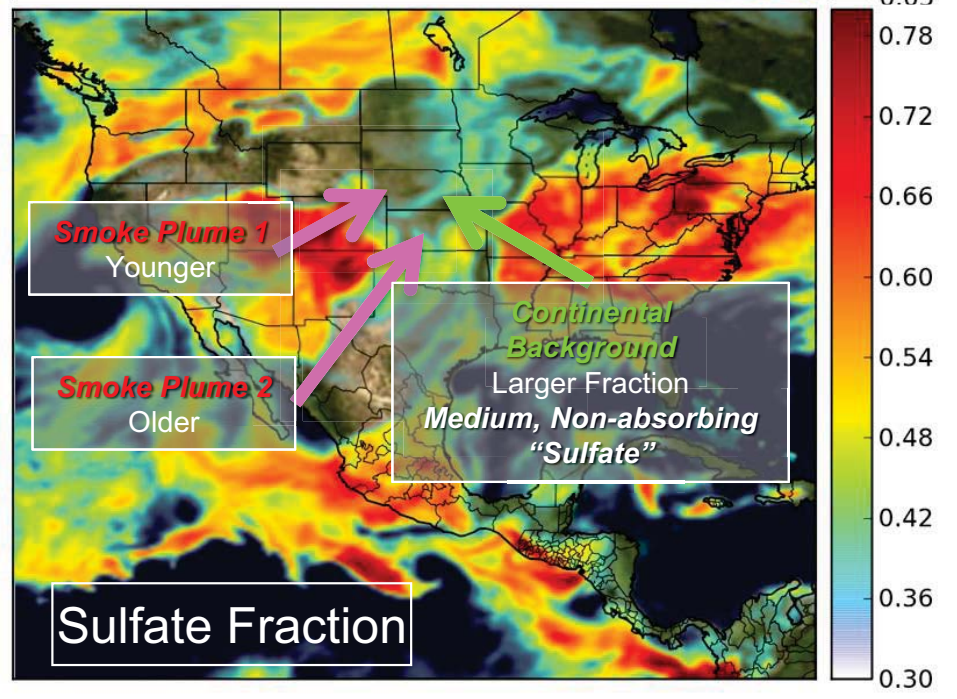 Smoke Plume 1
Younger
Smoke Plume 2
Older
Continental
Background
Larger Fraction
Medium, Non-absorbing
“Sulfate”
Sulfate Fraction
0.78
0.72
0.66
0.60
0.54
0.48
0.42
0.36
0.30